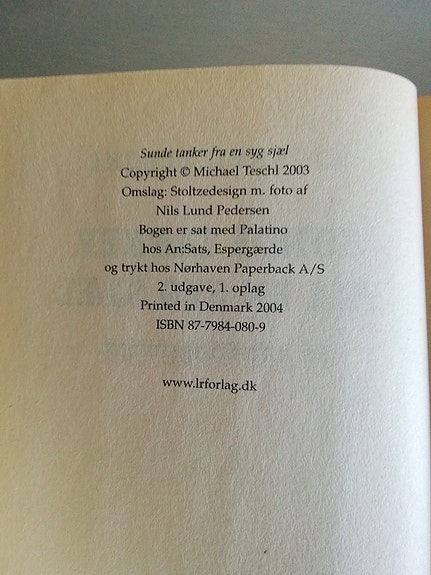 Sunde tanker fra en syg sjæl
Copyright © Michael Teschl 2003
Omslag: Stoltzedesign m. foto af
Nils Lund Pedersen
Bogen er sat med Palatino
hos An:Sats, Espergærde
og trykt hos Nørhaven Paperback A/S
2. udgave, 1. oplag
Printed in Denmark 2004
ISBN 87-7984-080-9
www.lrforlag.dk